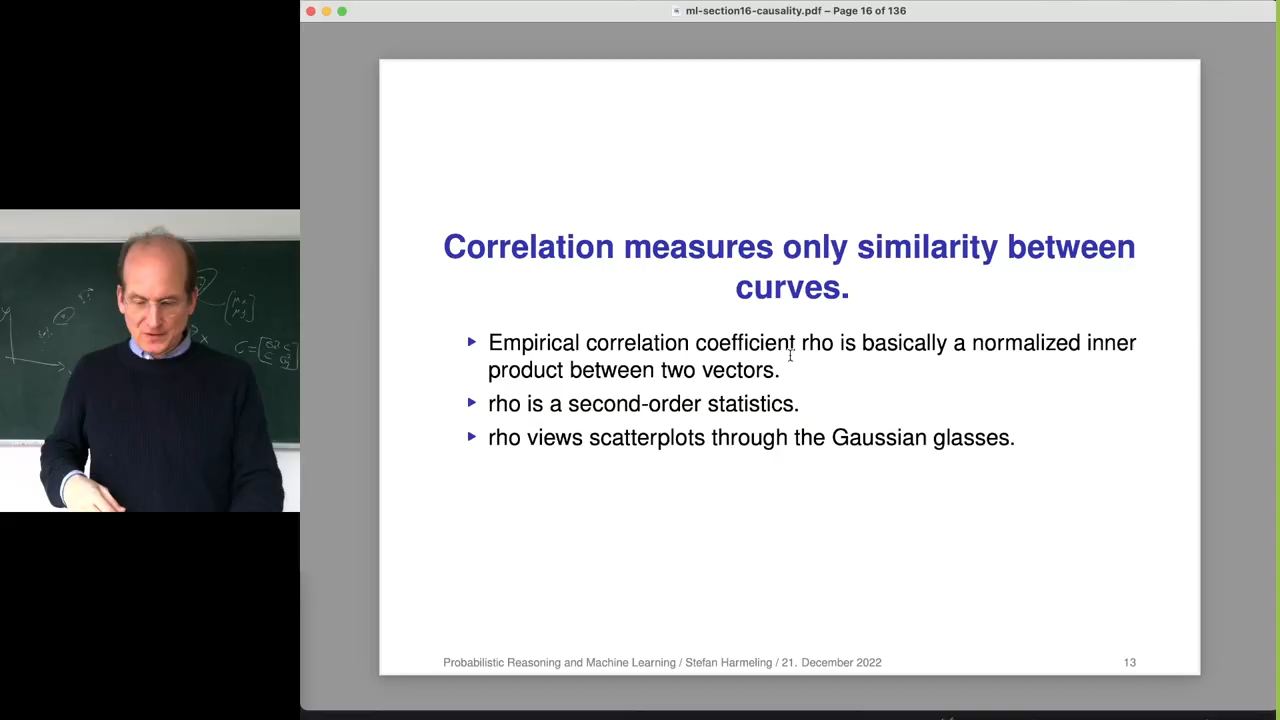 ml-section16-causality.pdf – Page 16 of 136
Correlation measures only similarity between
curves.
Empirical correlation coefficient rho is basically a normalized inner
product between two vectors.
rho is a second-order statistics.
rho views scatterplots through the Gaussian glasses.
Probabilistic Reasoning and Machine Learning / Stefan Harmeling / 21. December 2022
13